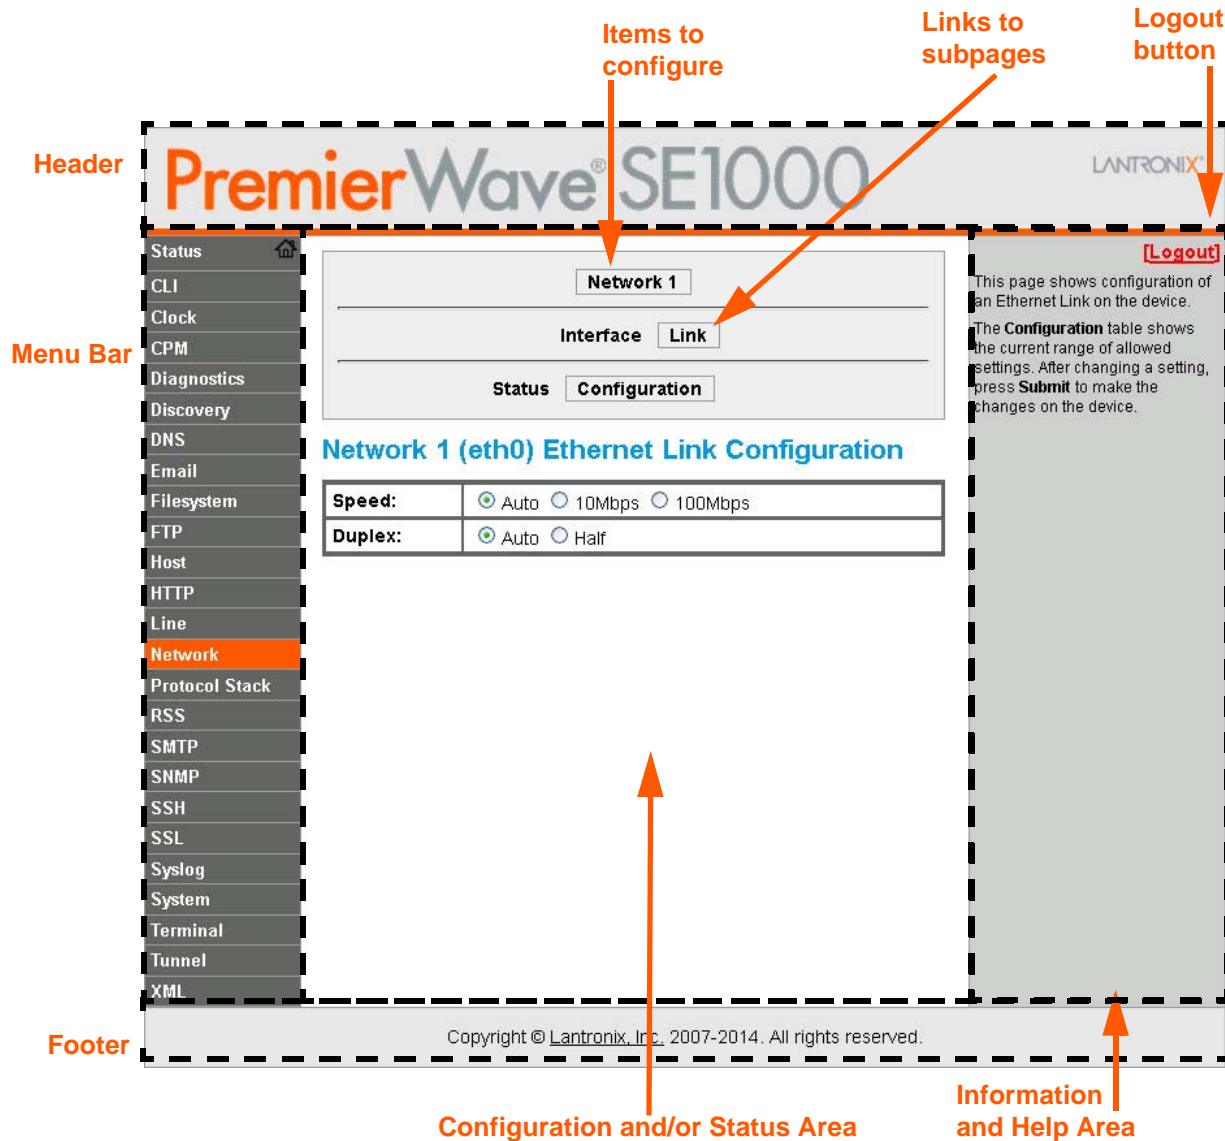 Items to
configure
Links to
subpages
Logout
button
Header
PremierWave® SE1000
LANTRONIX®
Menu Bar
Status
CLI
Clock
CPM
Diagnostics
Discovery
DNS
Email
Filesystem
FTP
Host
HTTP
Line
Network
Protocol Stack
RSS
SMTP
SNMP
SSH
SSL
Syslog
System
Terminal
Tunnel
XML
Network 1
Interface Link
Status Configuration
Network 1 (eth0) Ethernet Link Configuration
Speed: Auto 10Mbps 100Mbps
Duplex: Auto Half
[Logout]
This page shows configuration of
an Ethernet Link on the device.
The Configuration table shows
the current range of allowed
settings. After changing a setting,
press Submit to make the
changes on the device.
Footer
Copyright © Lantronix, Inc. 2007-2014. All rights reserved.
Configuration and/or Status Area
Information
and Help Area